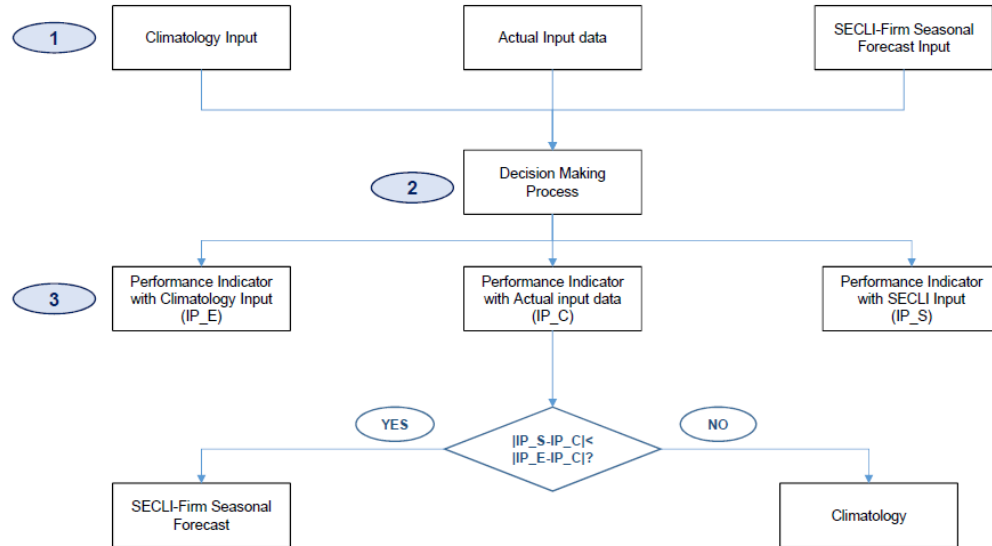 1
Climatology Input
Actual Input data
SECLI-Firm Seasonal
Forecast Input
2
Decision Making
Process
3
Performance Indicator
with Climatology Input
(IP_E)
Performance Indicator
with Actual input data
(IP_C)
Performance Indicator
with SECLI Input
(IP_S)
YES
|IP_S-IP_C|<
|IP_E-IP_C|?
NO
SECLI-Firm Seasonal
Forecast
Climatology